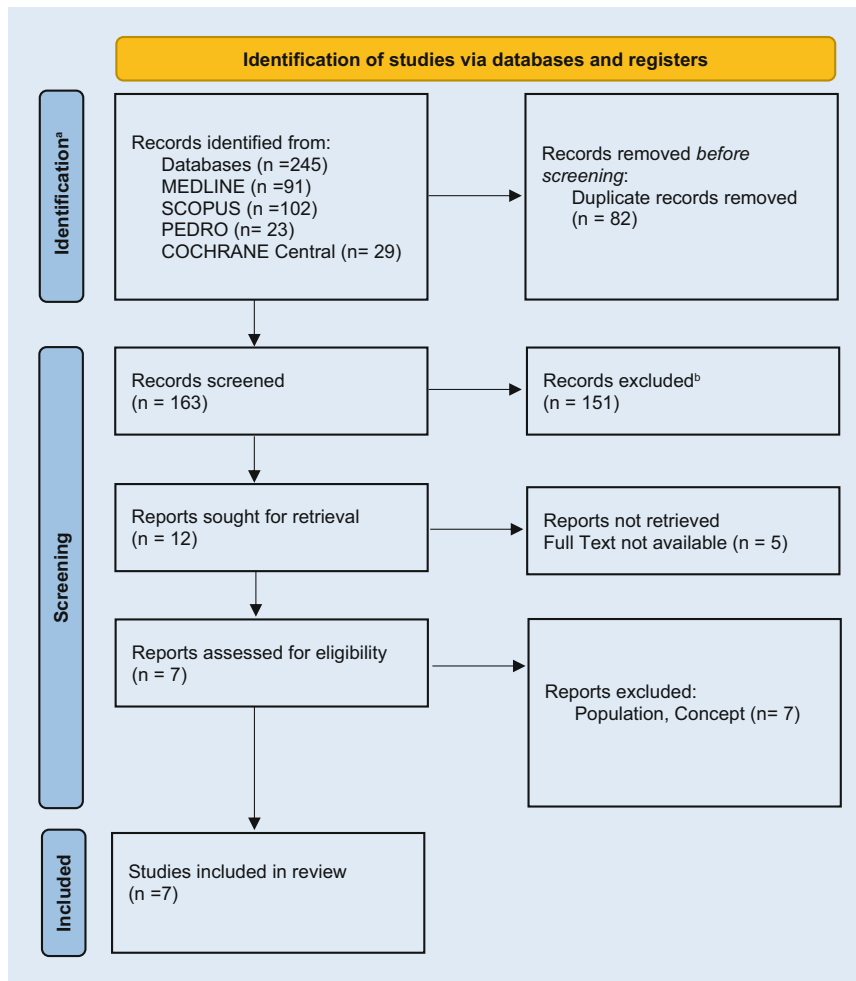 Identification of studies via databases and registers
Identificationᵃ
Records identified from:
Databases (n =245)
MEDLINE (n =91)
SCOPUS (n =102)
PEDRO (n= 23)
COCHRANE Central (n= 29)
Records removed before
screening:
Duplicate records removed
(n = 82)
Screening
Records screened
(n = 163)
Records excludedᵇ
(n = 151)
Reports sought for retrieval
(n = 12)
Reports not retrieved
Full Text not available (n = 5)
Reports assessed for eligibility
(n = 7)
Reports excluded:
Population, Concept (n= 7)
Included
Studies included in review
(n =7)